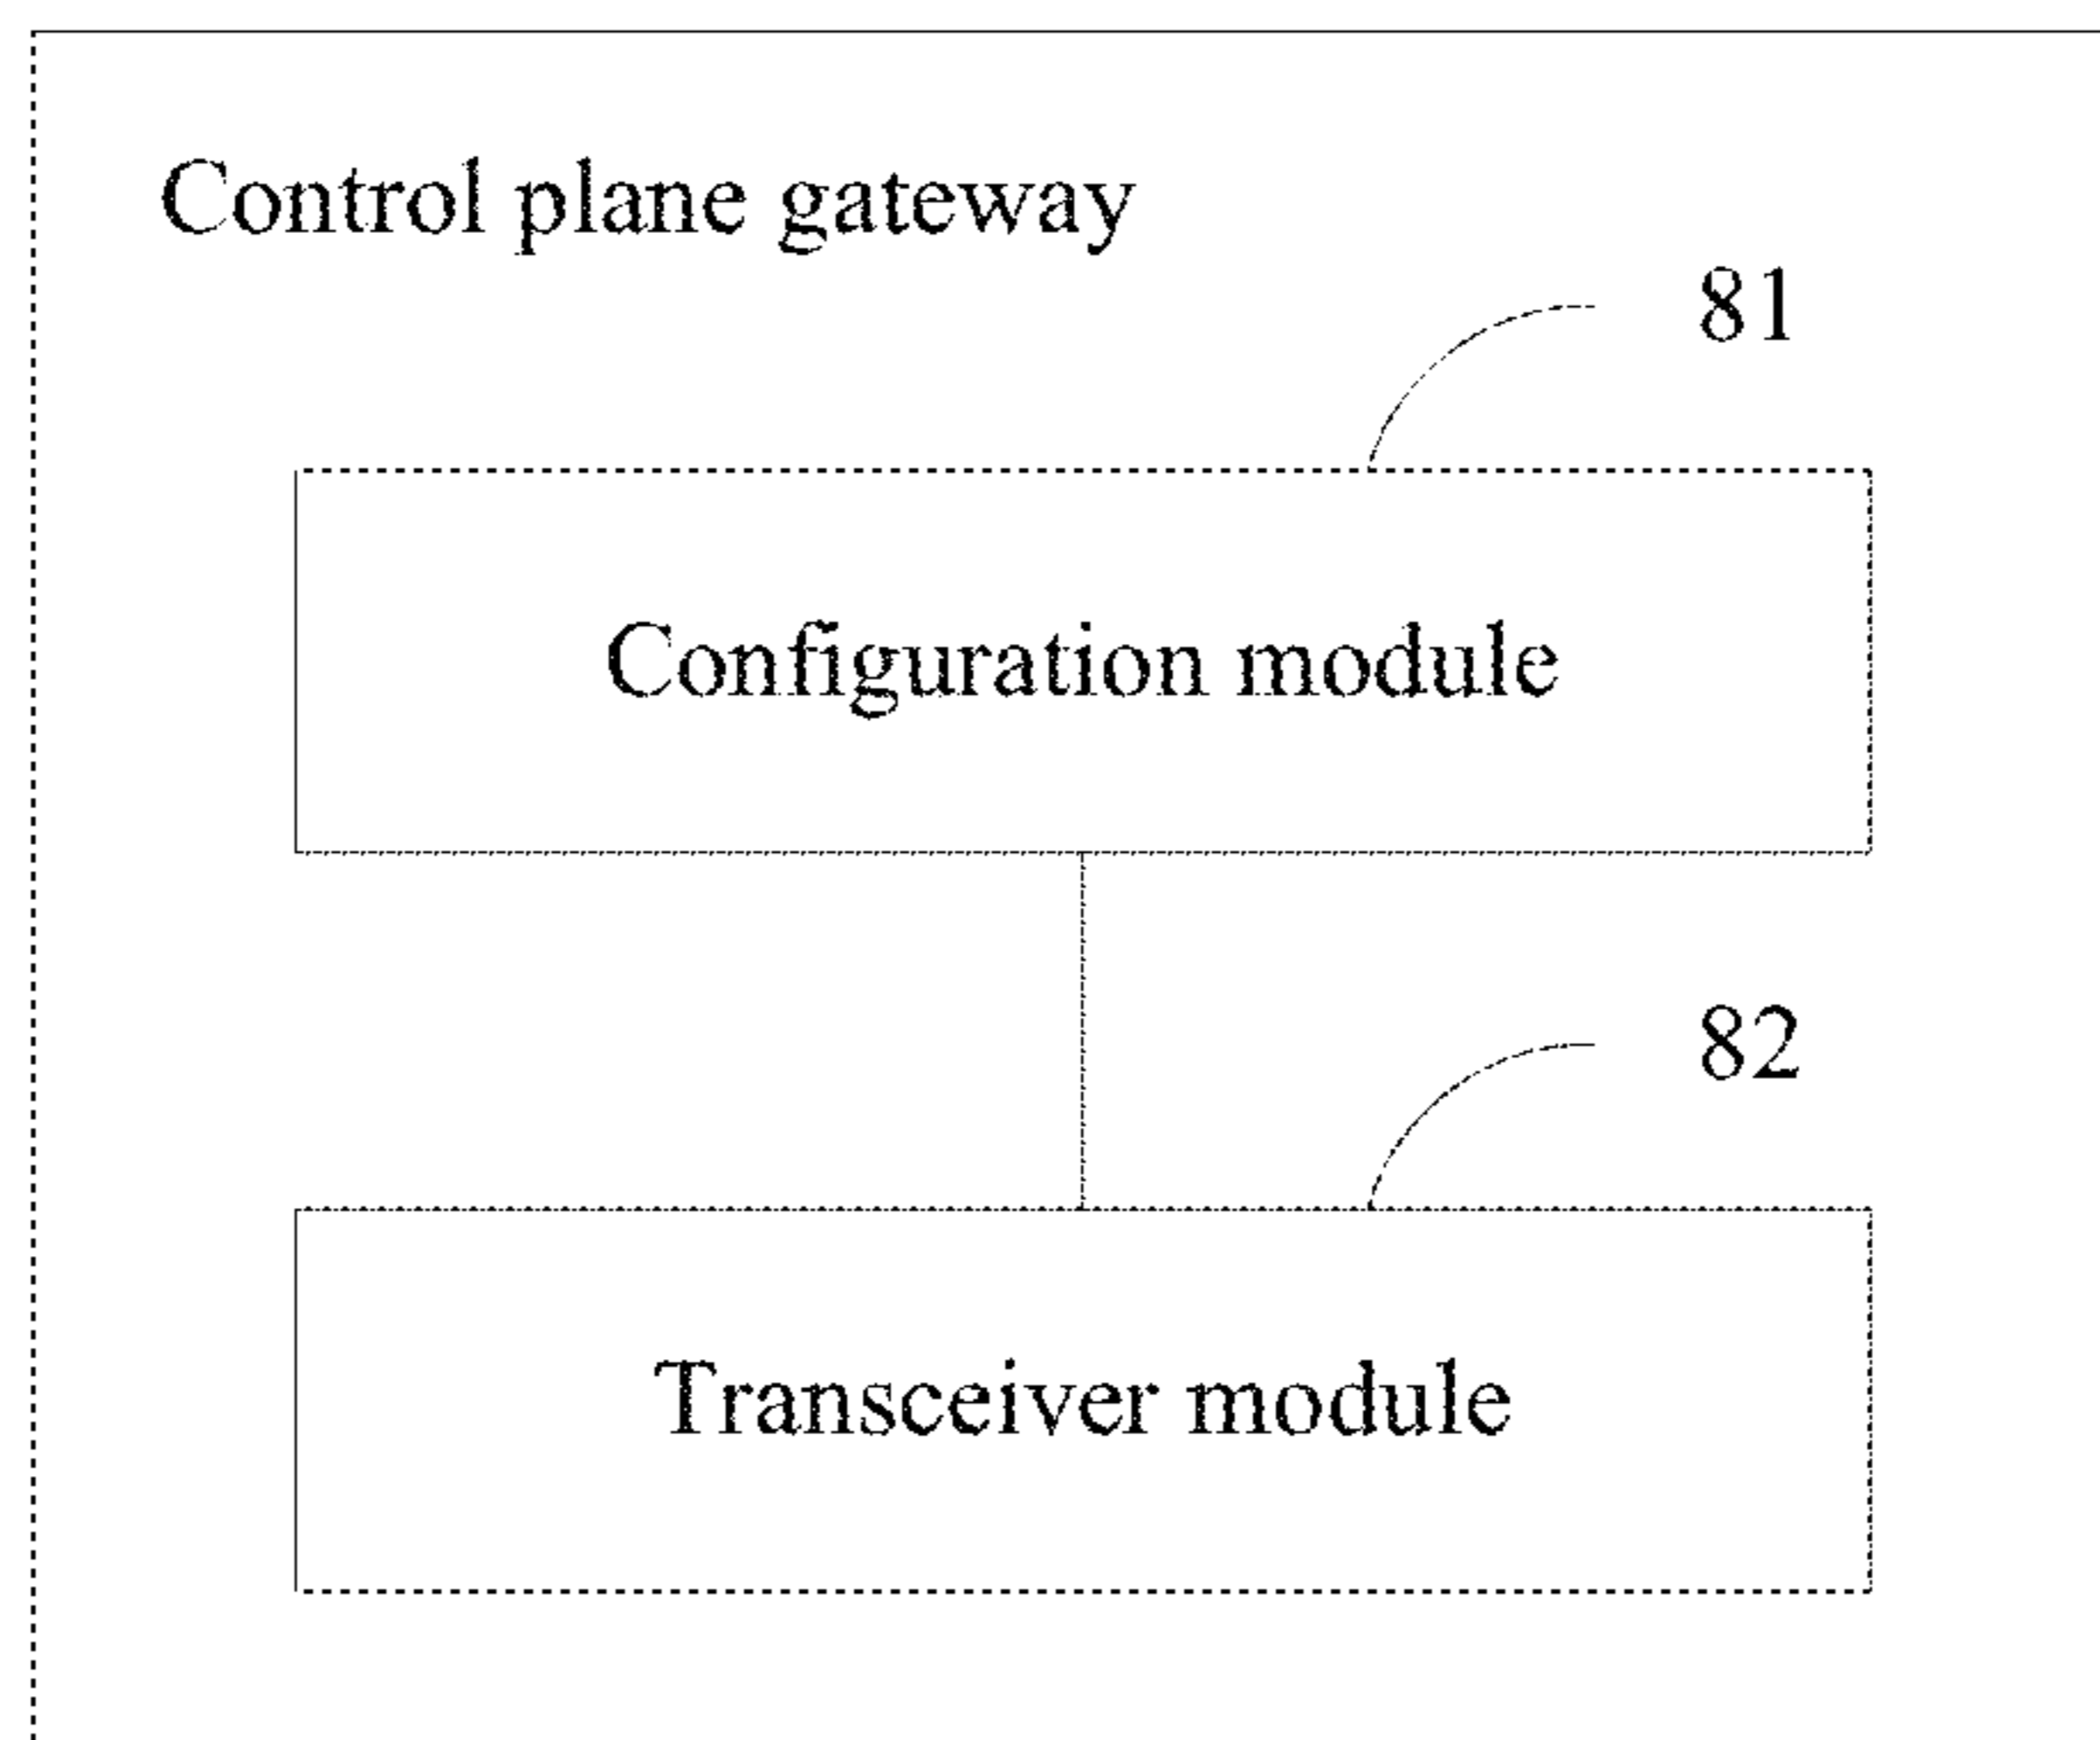 Control plane gateway
81
Configuration module
82
Transceiver module